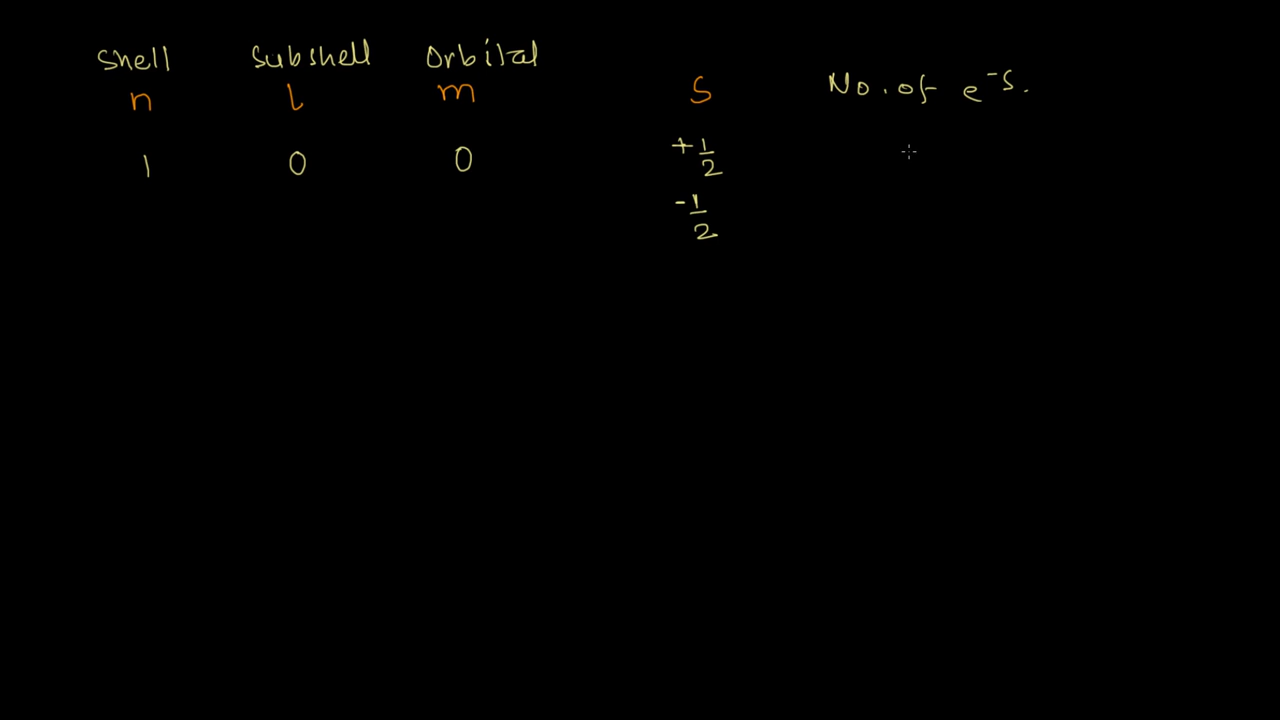 Shell Subshell Orbital
n l m s No. of e⁻s.
1 0 0 +1/2
-1/2